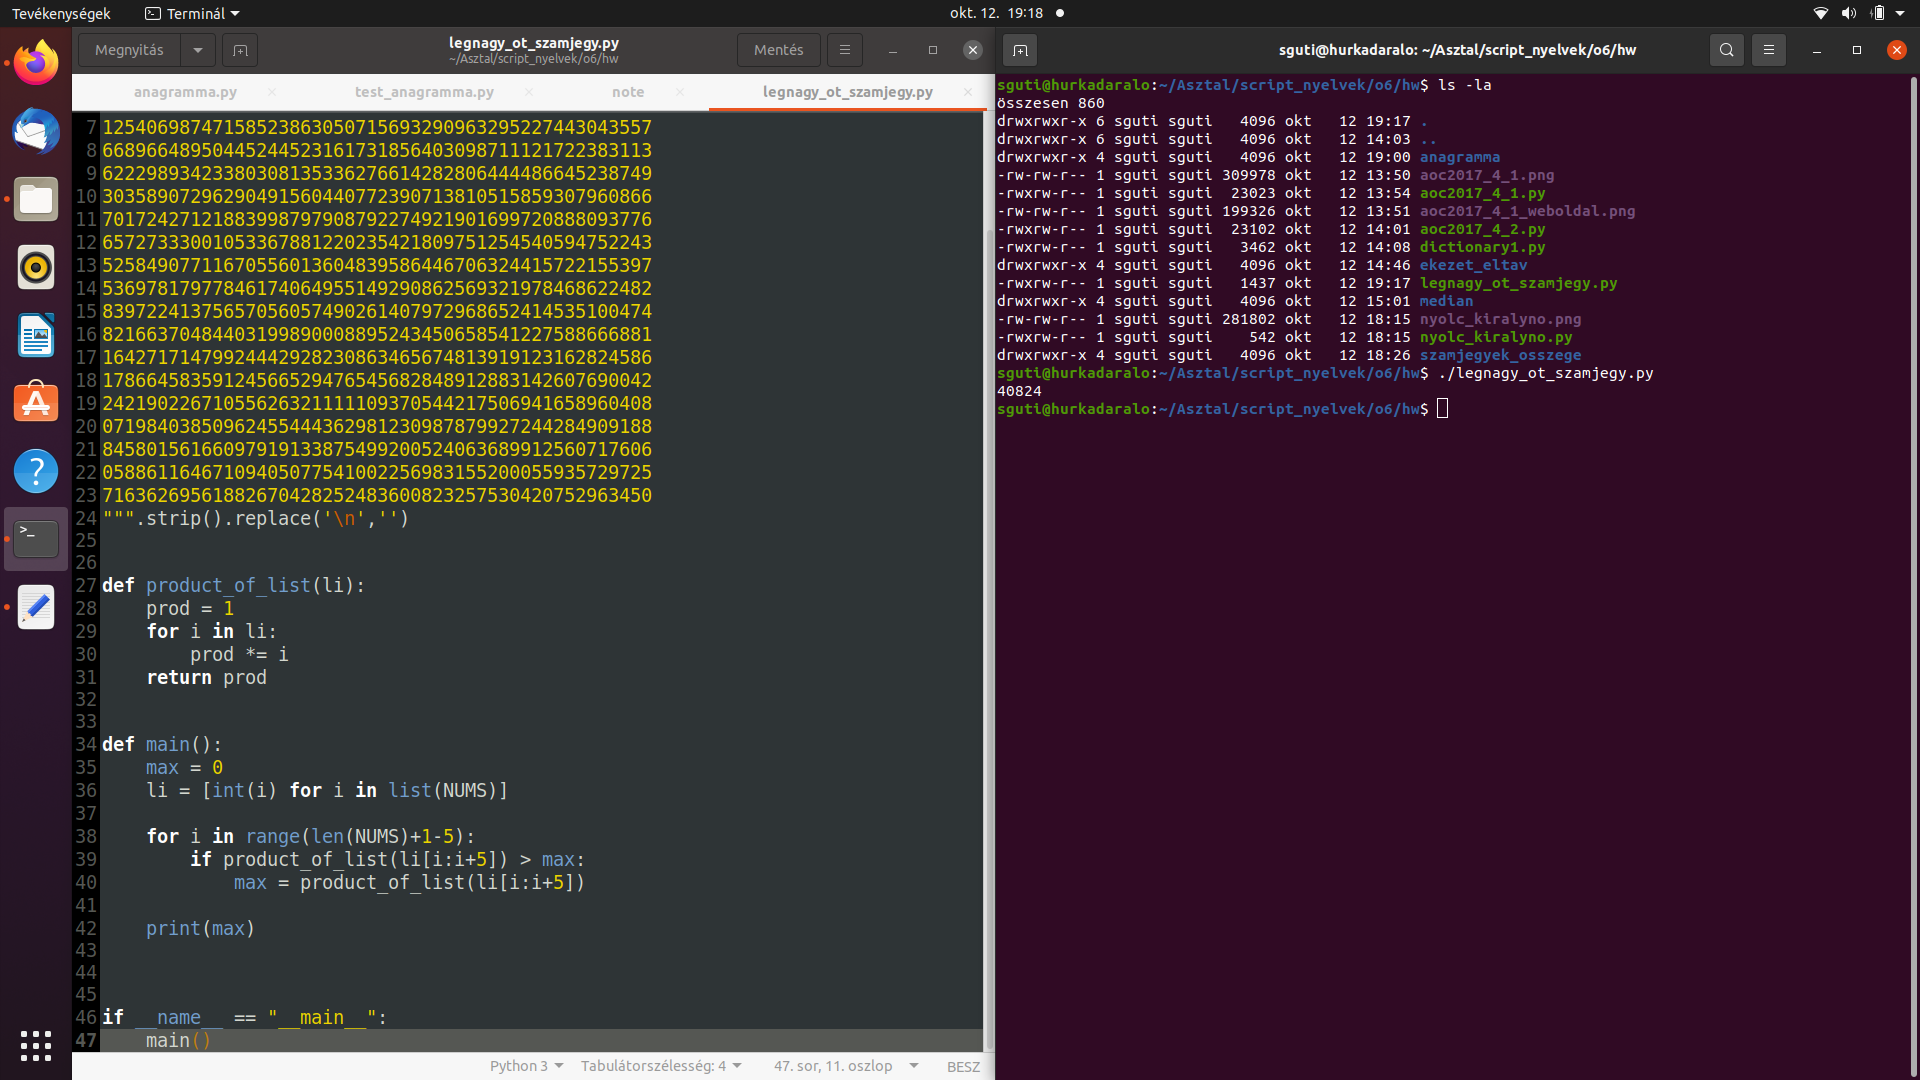 Tevékenységek
Terminál
okt. 12. 19:18
Megnyitás
legnagy_ot_szamjegy.py
~/Asztal/script_nyelvek/o6/hw
Mentés
anagramma.py
test_anagramma.py
note
legnagy_ot_szamjegy.py
7 12540698747158523863050715693290963295227443043557
8 66896648950445244523161731856403098711121722383113
9 62229893423380308135336276614282806444486645238749
10 30358907296290491560440772390713810515859307960866
11 70172427121883998797908792274921901699720888093776
12 65727333001053367881220235421809751254540594752243
13 52584907711670556013604839586446706324415722155397
14 53697817977846174064955149290862569321978468622482
15 83972241375657056057490261407972968652414535100474
16 82166370484403199890008895243450658541227588666881
17 16427171479924442928230863465674813919123162824586
18 17866458359124566529476545682848912883142607690042
19 24219022671055626321111109370544217506941658960408
20 07198403850962455444362981230987879927244284909188
21 84580156166097919133875499200524063689912560717606
22 05886116467109405077541002256983155200055935729725
23 71636269561882670428252483600823257530420752963450
24 """.strip().replace('\n','')
25
26
27 def product_of_list(li):
28     prod = 1
29     for i in li:
30         prod *= i
31     return prod
32
33
34 def main():
35     max = 0
36     li = [int(i) for i in list(NUMS)]
37
38     for i in range(len(NUMS)+1-5):
39         if product_of_list(li[i:i+5]) > max:
40             max = product_of_list(li[i:i+5])
41
42     print(max)
43
44
45
46 if __name__ == "__main__":
47     main()
Python 3
Tabulátorszélesség: 4
47. sor, 11. oszlop
BESZ
sguti@hurkadaralo: ~/Asztal/script_nyelvek/o6/hw
sguti@hurkadaralo:~/Asztal/script_nyelvek/o6/hw$ ls -la
összesen 860
drwxrwxr-x 6 sguti sguti   4096 okt   12 19:17 .
drwxrwxr-x 6 sguti sguti   4096 okt   12 14:03 ..
drwxrwxr-x 4 sguti sguti   4096 okt   12 19:00 anagramma
-rw-rw-r-- 1 sguti sguti 309978 okt   12 13:50 aoc2017_4_1.png
-rwxrw-r-- 1 sguti sguti  23023 okt   12 13:54 aoc2017_4_1.py
-rw-rw-r-- 1 sguti sguti 199326 okt   12 13:51 aoc2017_4_1_weboldal.png
-rwxrw-r-- 1 sguti sguti  23102 okt   12 14:01 aoc2017_4_2.py
-rwxrw-r-- 1 sguti sguti   3462 okt   12 14:08 dictionary1.py
drwxrwxr-x 4 sguti sguti   4096 okt   12 14:46 ekezet_eltav
-rwxrw-r-- 1 sguti sguti   1437 okt   12 19:17 legnagy_ot_szamjegy.py
drwxrwxr-x 4 sguti sguti   4096 okt   12 15:01 median
-rw-rw-r-- 1 sguti sguti 281802 okt   12 18:15 nyolc_kiralyno.png
-rwxrw-r-- 1 sguti sguti    542 okt   12 18:15 nyolc_kiralyno.py
drwxrwxr-x 4 sguti sguti   4096 okt   12 18:26 szamjegyek_osszege
sguti@hurkadaralo:~/Asztal/script_nyelvek/o6/hw$ ./legnagy_ot_szamjegy.py
40824
sguti@hurkadaralo:~/Asztal/script_nyelvek/o6/hw$